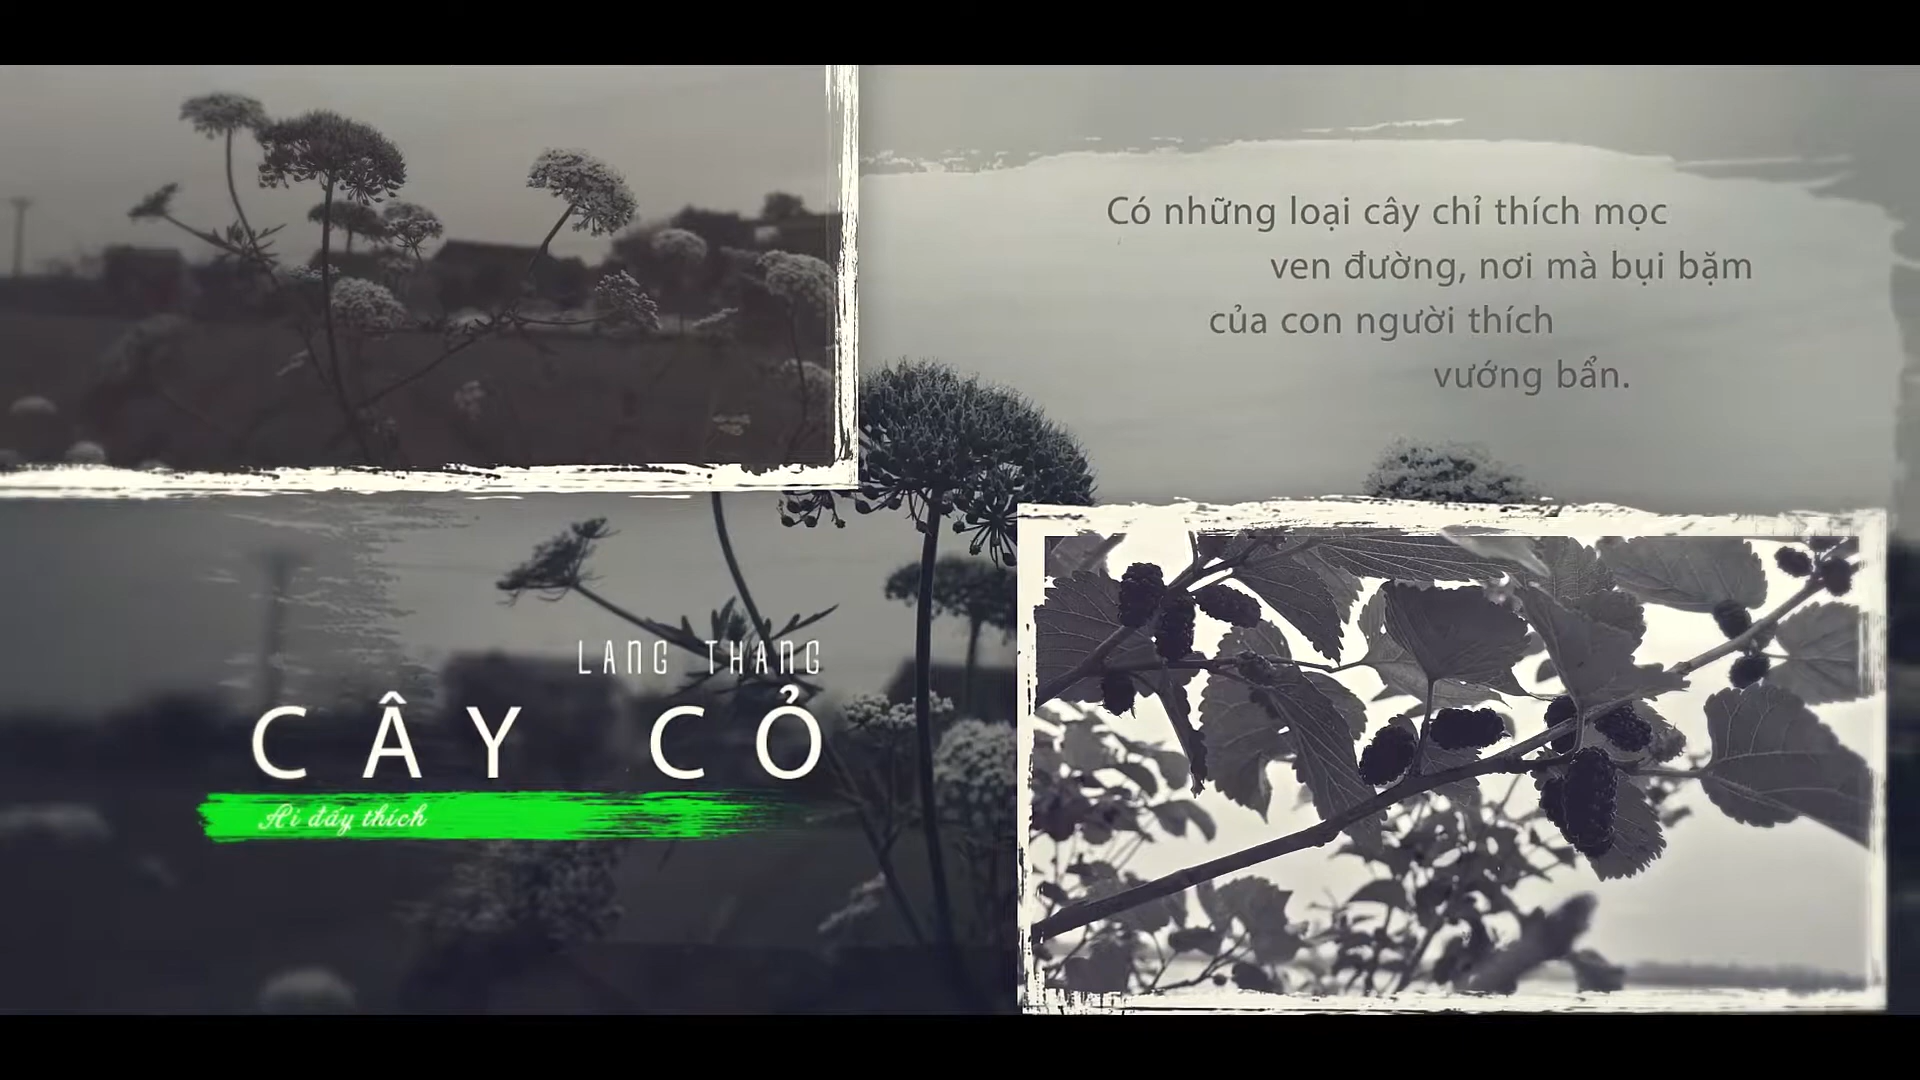 Có những loại cây chỉ thích mọc
ven đường, nơi mà bụi bặm
của con người thích
vướng bẩn.
LANG THANG
CÂY CỎ
Ai đấy thích